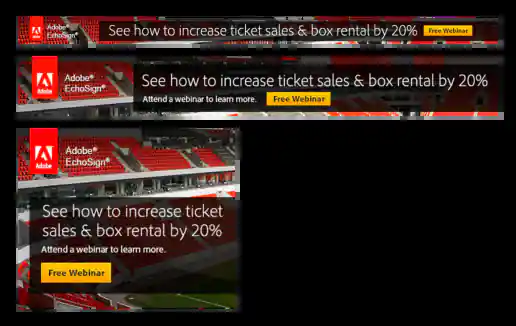 Adobe®
EchoSign®
See how to increase ticket sales & box rental by 20%
Free Webinar
Adobe
Adobe®
EchoSign®
See how to increase ticket sales & box rental by 20%
Attend a webinar to learn more.
Free Webinar
Adobe
Adobe®
EchoSign®
See how to increase ticket
sales & box rental by 20%
Attend a webinar to learn more.
Free Webinar